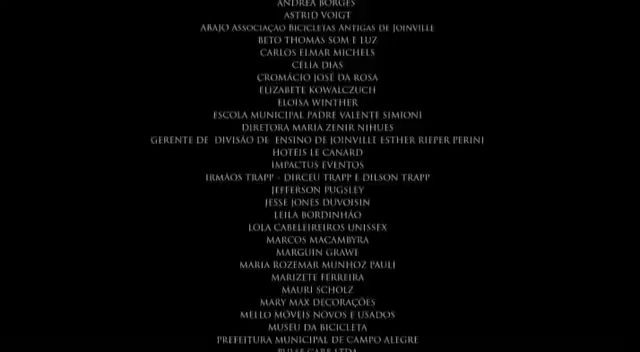 ANDREA BORGES
ASTRID VOIGT
ABAJO ASSOCIAÇÃO BICICLETAS ANTIGAS DE JOINVILLE
BETO THOMAS SOM E LUZ
CARLOS ELMAR MICHELS
CÉLIA DIAS
CROMÁCIO JOSÉ DA ROSA
ELIZABETE KOWALCZUCH
ELOISA WINTHER
ESCOLA MUNICIPAL PADRE VALENTE SIMIONI
DIRETORA MARIA ZENIR NIHUES
GERENTE DE DIVISÃO DE ENSINO DE JOINVILLE ESTHER RIEPER PERINI
HOTÉIS LE CANARD
IMPACTUS EVENTOS
IRMÃOS TRAPP - DIRCEU TRAPP E DILSON TRAPP
JEFFERSON PUGSLEY
JESSE JONES DUVOISIN
LEILA BORDINHÃO
LOLA CABELEIREIROS UNISSEX
MARCOS MACAMBYRA
MARGUIN GRAWE
MARIA ROZEMAR MUNHOZ PAULI
MARIZETE FERREIRA
MAURI SCHOLZ
MARY MAX DECORAÇÕES
MELLO MÓVEIS NOVOS E USADOS
MUSEU DA BICICLETA
PREFEITURA MUNICIPAL DE CAMPO ALEGRE